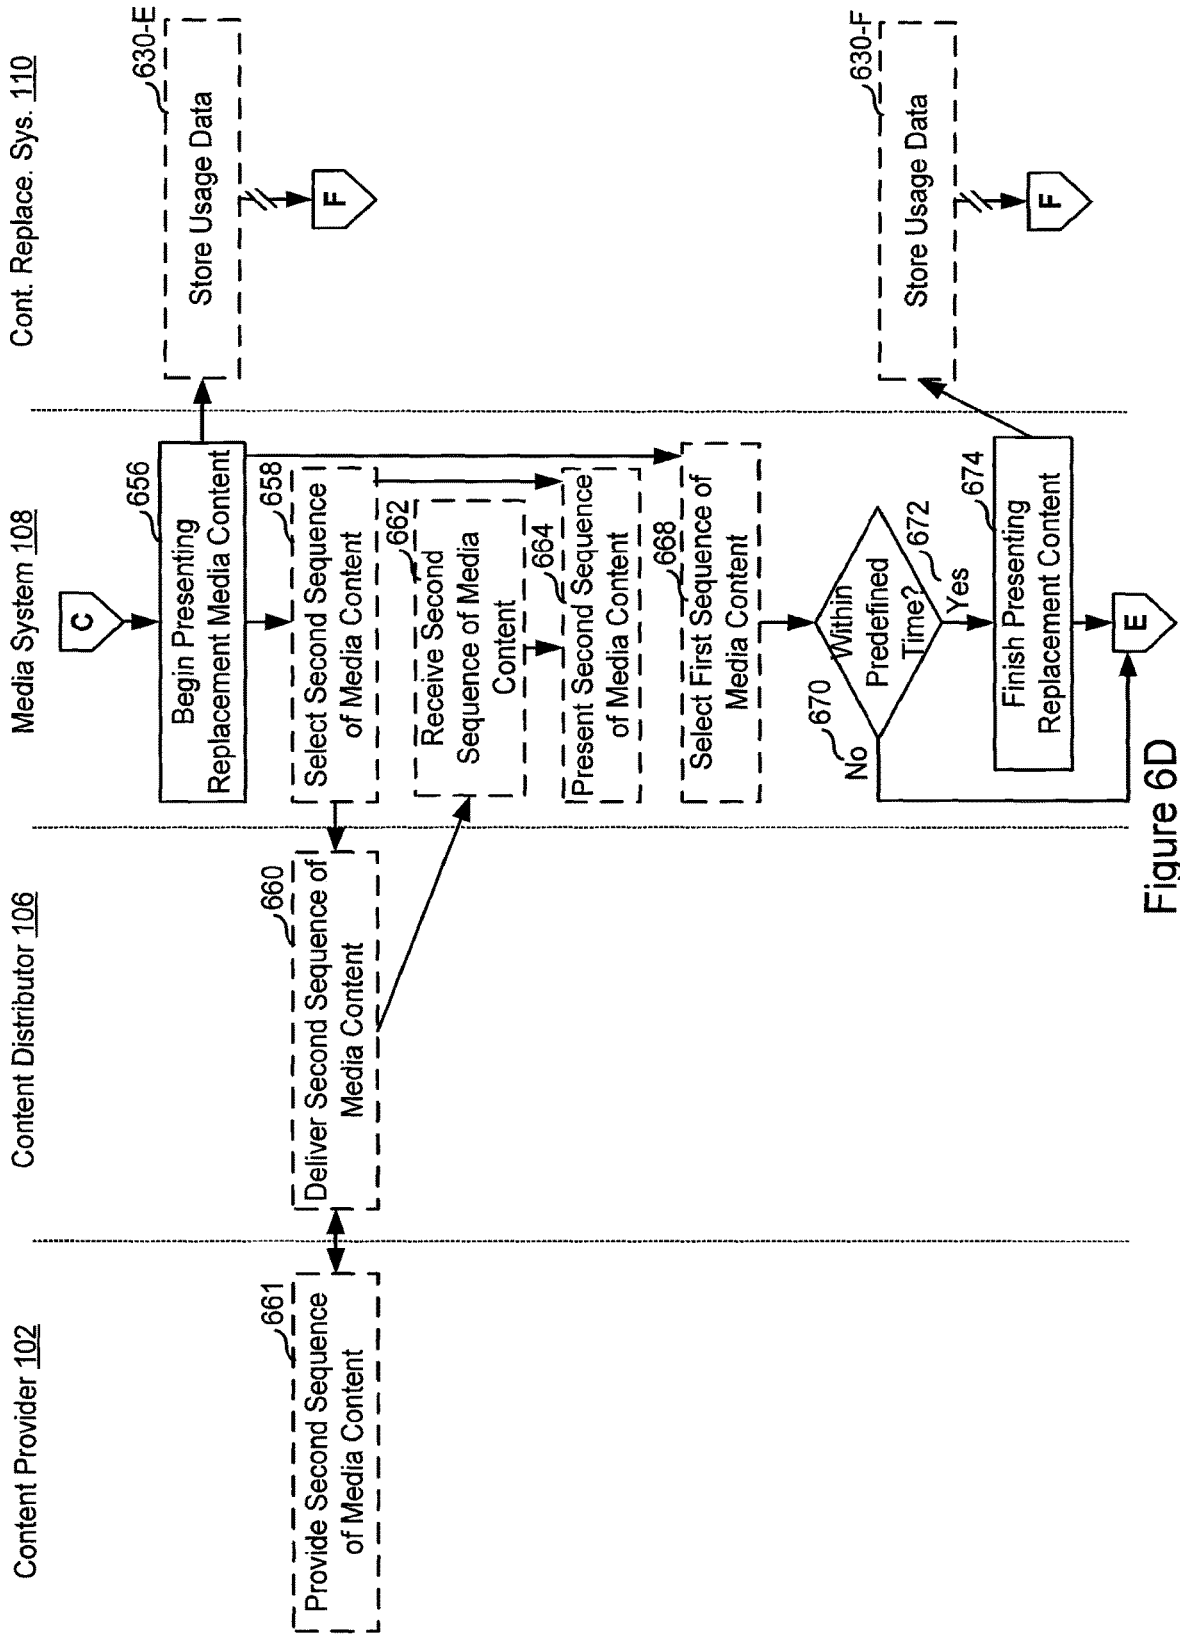 Content Provider 102
Content Distributor 106
Media System 108
Cont. Replace. Sys. 110
C
656
Begin Presenting
Replacement Media Content
630-E
Store Usage Data
F
661
Provide Second Sequence
of Media Content
660
Deliver Second Sequence of
Media Content
658
Select Second Sequence
of Media Content
662
Receive Second
Sequence of Media
Content
664
Present Second Sequence
of Media Content
668
Select First Sequence of
Media Content
Within
Predefined
Time?
670
No
672
Yes
674
Finish Presenting
Replacement Content
630-F
Store Usage Data
F
E
Figure 6D